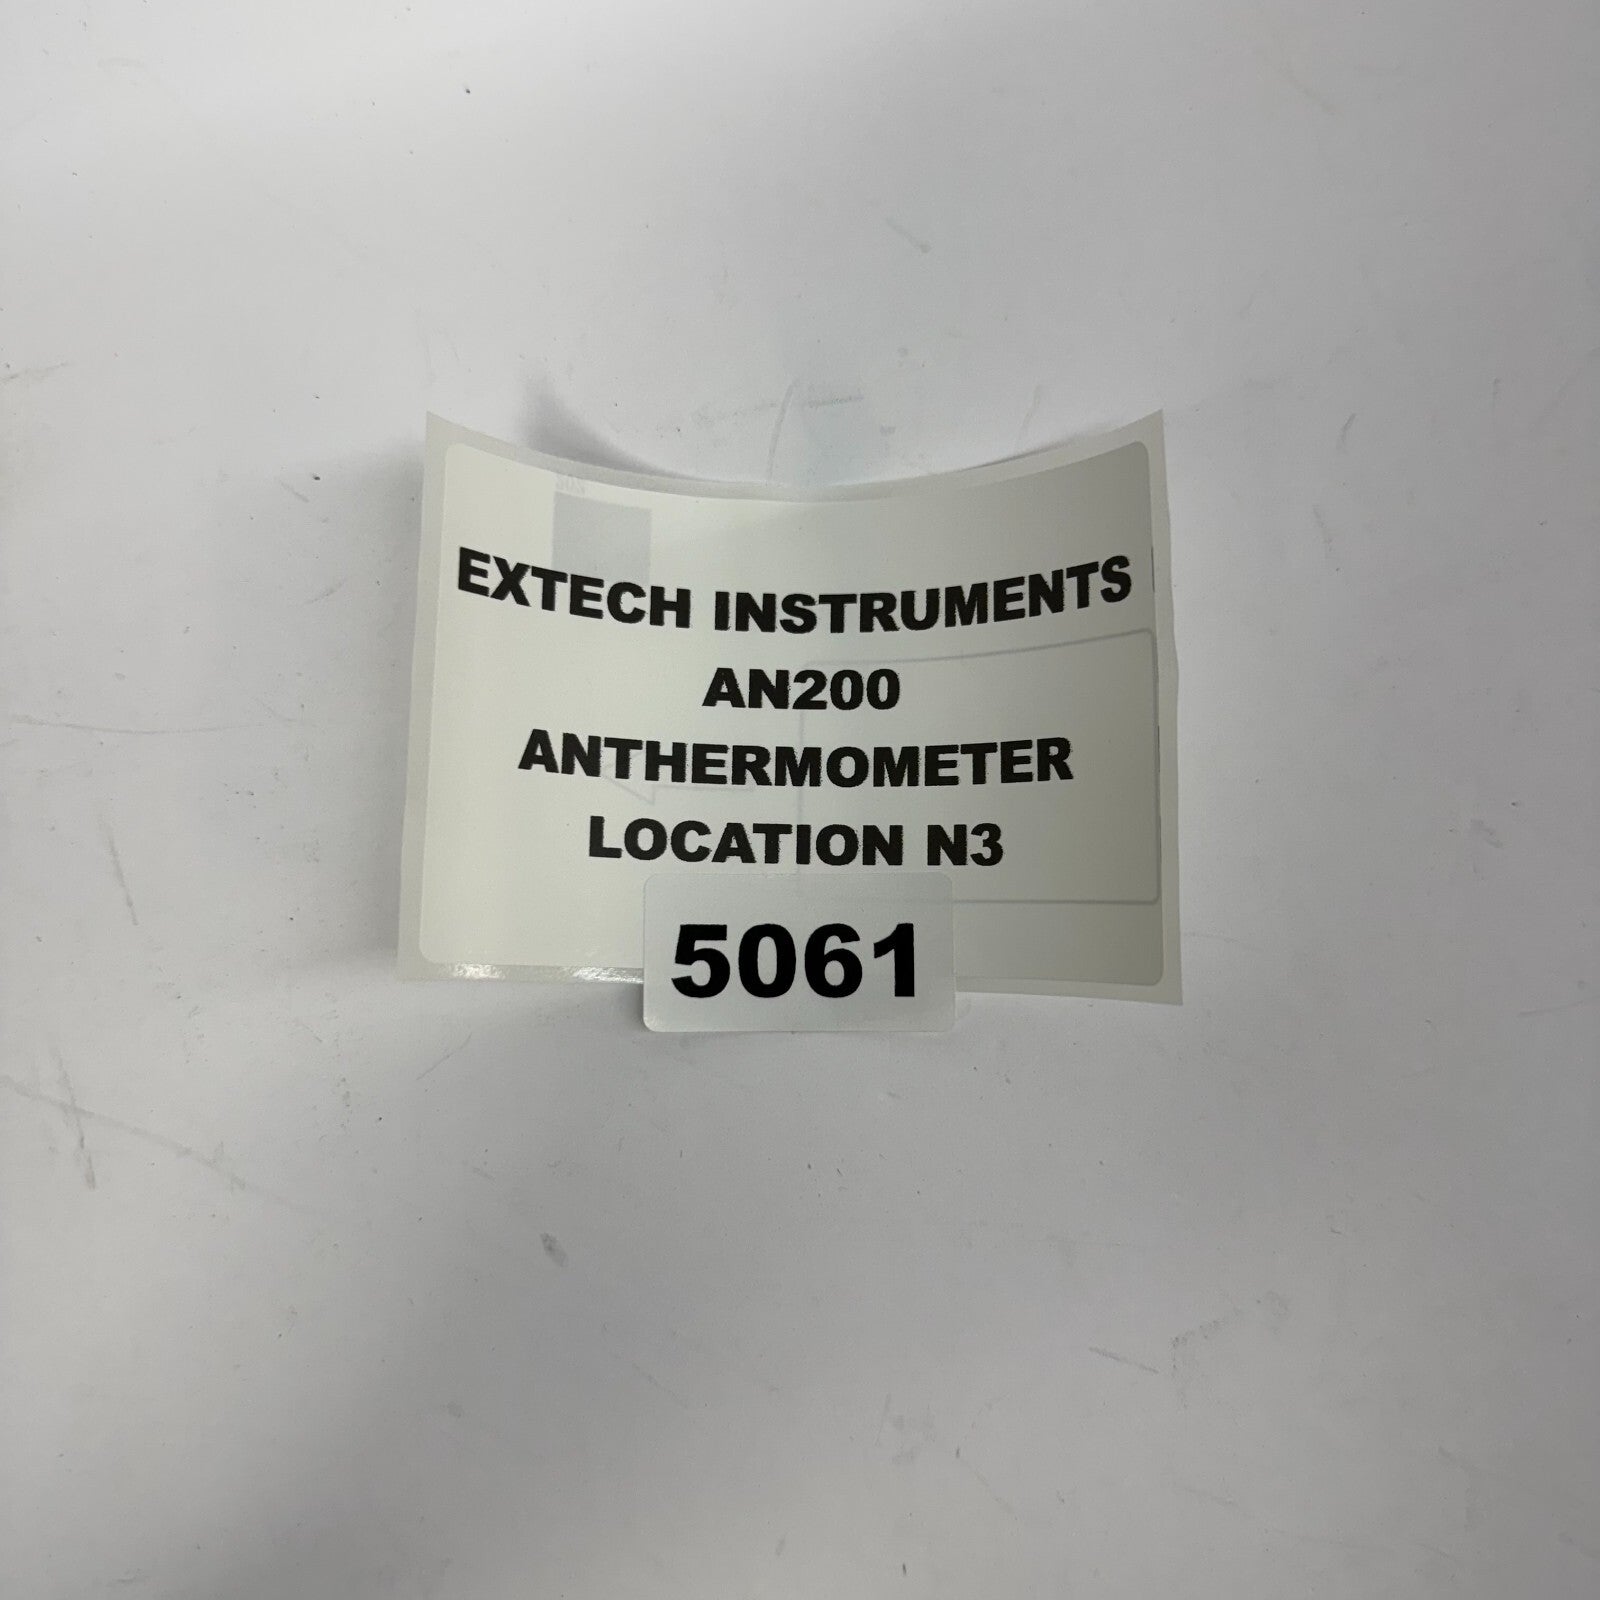 EXTECH INSTRUMENTS
AN200
ANTHERMOMETER
LOCATION N3
5061